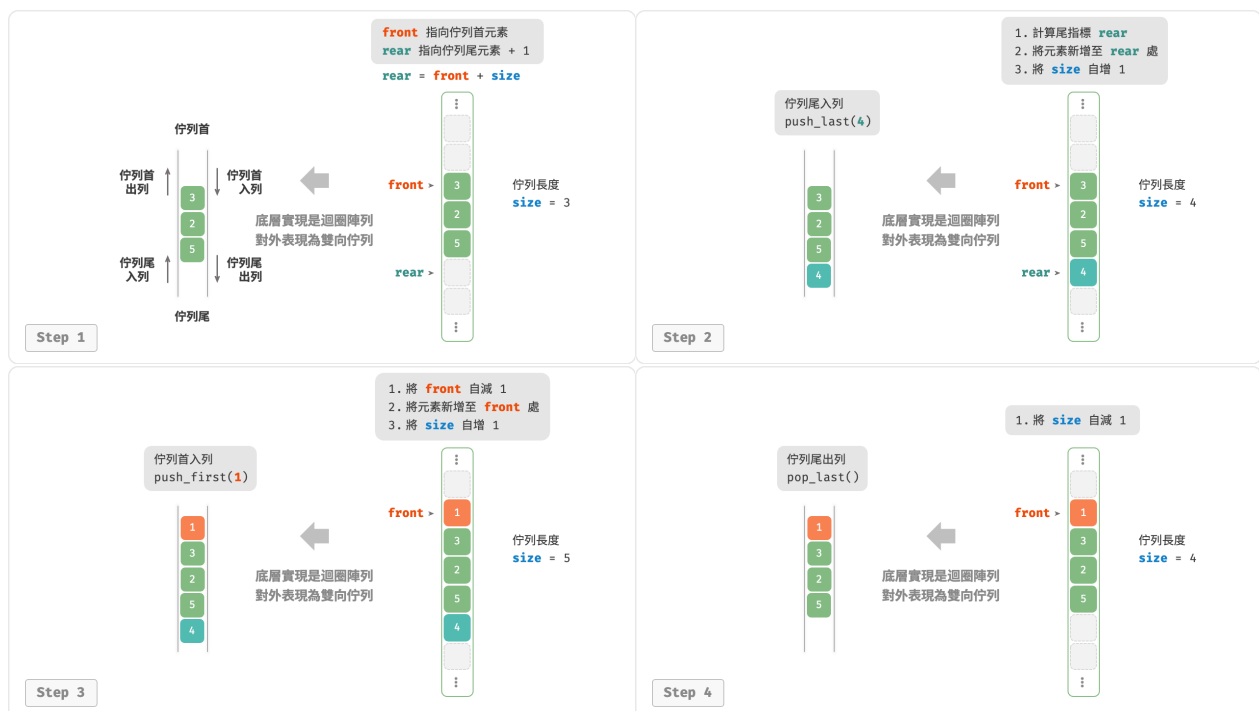 front 指向佇列首元素
rear 指向佇列尾元素 + 1
rear = front + size
⋮
佇列首
佇列首
出列
佇列首
入列
3
2
5
佇列尾
入列
佇列尾
出列
佇列尾
底層實現是迴圈陣列
對外表現為雙向佇列
front
3
2
5
rear
⋮
佇列長度
size = 3
Step 1
1. 計算尾指標 rear
2. 將元素新增至 rear 處
3. 將 size 自增 1
佇列尾入列
push_last(4)
3
2
5
4
底層實現是迴圈陣列
對外表現為雙向佇列
⋮
front
3
2
5
rear
4
⋮
佇列長度
size = 4
Step 2
1. 將 front 自減 1
2. 將元素新增至 front 處
3. 將 size 自增 1
佇列首入列
push_first(1)
1
3
2
5
4
底層實現是迴圈陣列
對外表現為雙向佇列
⋮
front
1
3
2
5
4
⋮
佇列長度
size = 5
Step 3
1. 將 size 自減 1
佇列尾出列
pop_last()
1
3
2
5
底層實現是迴圈陣列
對外表現為雙向佇列
⋮
front
1
3
2
5
⋮
佇列長度
size = 4
Step 4